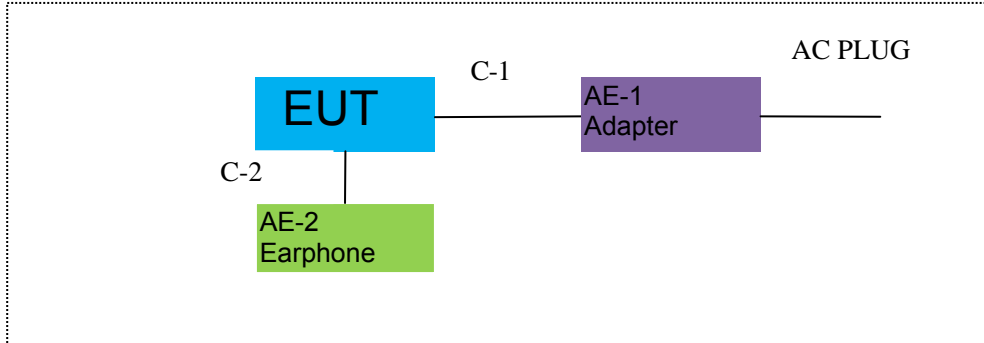 AC PLUG
C-1
EUT
AE-1
Adapter
C-2
AE-2
Earphone